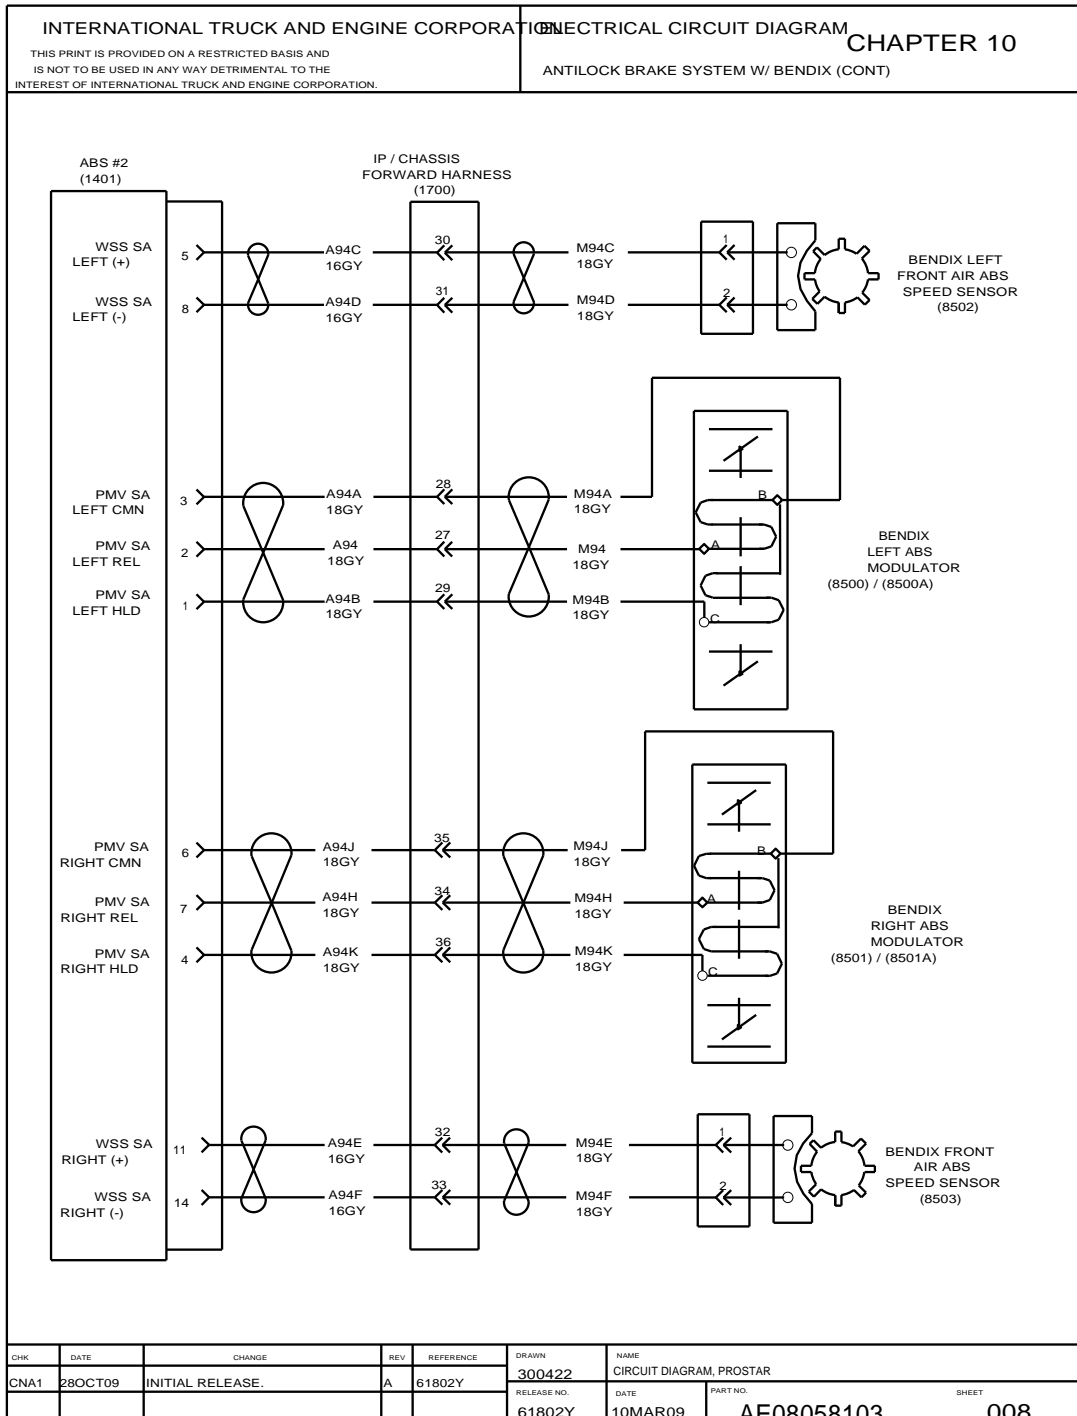 INTERNATIONAL TRUCK AND ENGINE CORPORATION
THIS PRINT IS PROVIDED ON A RESTRICTED BASIS AND
IS NOT TO BE USED IN ANY WAY DETRIMENTAL TO THE
INTEREST OF INTERNATIONAL TRUCK AND ENGINE CORPORATION.
ELECTRICAL CIRCUIT DIAGRAM
CHAPTER 10
ANTILOCK BRAKE SYSTEM W/ BENDIX (CONT)
ABS #2
(1401)
IP / CHASSIS
FORWARD HARNESS
(1700)
WSS SA
LEFT (+)
5
A94C
16GY
30
M94C
18GY
1
WSS SA
LEFT (-)
8
A94D
16GY
31
M94D
18GY
2
BENDIX LEFT
FRONT AIR ABS
SPEED SENSOR
(8502)
PMV SA
LEFT CMN
3
A94A
18GY
28
M94A
18GY
B
PMV SA
LEFT REL
2
A94
18GY
27
M94
18GY
A
PMV SA
LEFT HLD
1
A94B
18GY
29
M94B
18GY
C
BENDIX
LEFT ABS
MODULATOR
(8500) / (8500A)
PMV SA
RIGHT CMN
6
A94J
18GY
35
M94J
18GY
B
PMV SA
RIGHT REL
7
A94H
18GY
34
M94H
18GY
A
PMV SA
RIGHT HLD
4
A94K
18GY
36
M94K
18GY
C
BENDIX
RIGHT ABS
MODULATOR
(8501) / (8501A)
WSS SA
RIGHT (+)
11
A94E
16GY
32
M94E
18GY
1
WSS SA
RIGHT (-)
14
A94F
16GY
33
M94F
18GY
2
BENDIX FRONT
AIR ABS
SPEED SENSOR
(8503)
CHK DATE CHANGE REV REFERENCE
CNA1 28OCT09 INITIAL RELEASE. A 61802Y
DRAWN
300422
NAME
CIRCUIT DIAGRAM, PROSTAR
RELEASE NO.
61802Y
DATE
10MAR09
PART NO.
AE08058103
SHEET
008